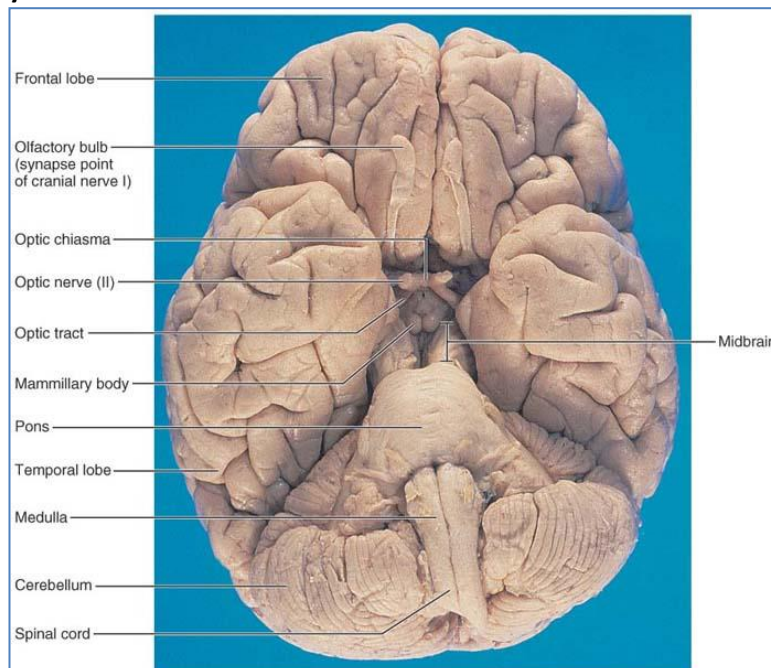 Frontal lobe
Olfactory bulb
(synapse point
of cranial nerve I)
Optic chiasma
Optic nerve (II)
Optic tract
Midbrain
Mammillary body
Pons
Temporal lobe
Medulla
Cerebellum
Spinal cord